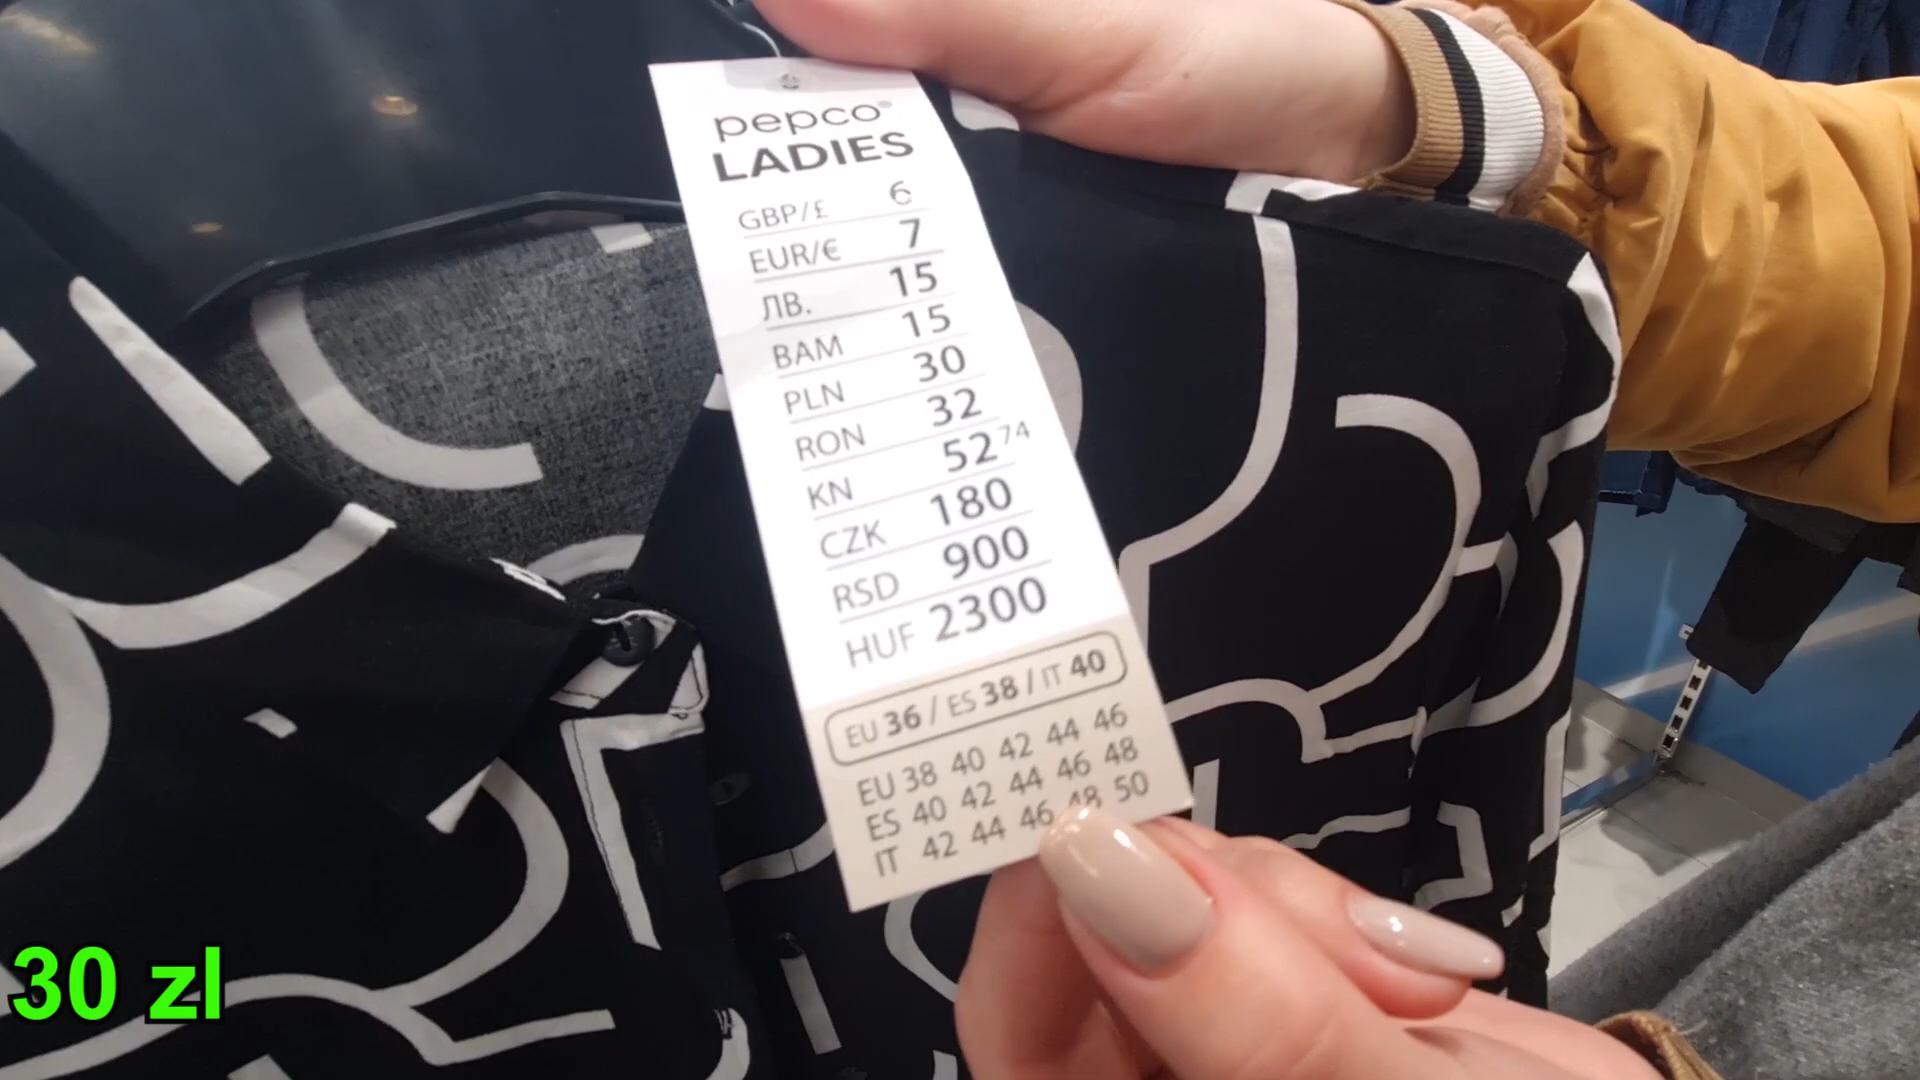 pepco®
LADIES
GBP/£ 6
EUR/€ 7
ЛВ. 15
BAM 15
PLN 30
RON 32
KN 52 74
CZK 180
RSD 900
HUF 2300
EU 36 / ES 38 / IT 40
EU 38 40 42 44 46
ES 40 42 44 46 48
IT 42 44 46 48 50
30 zl